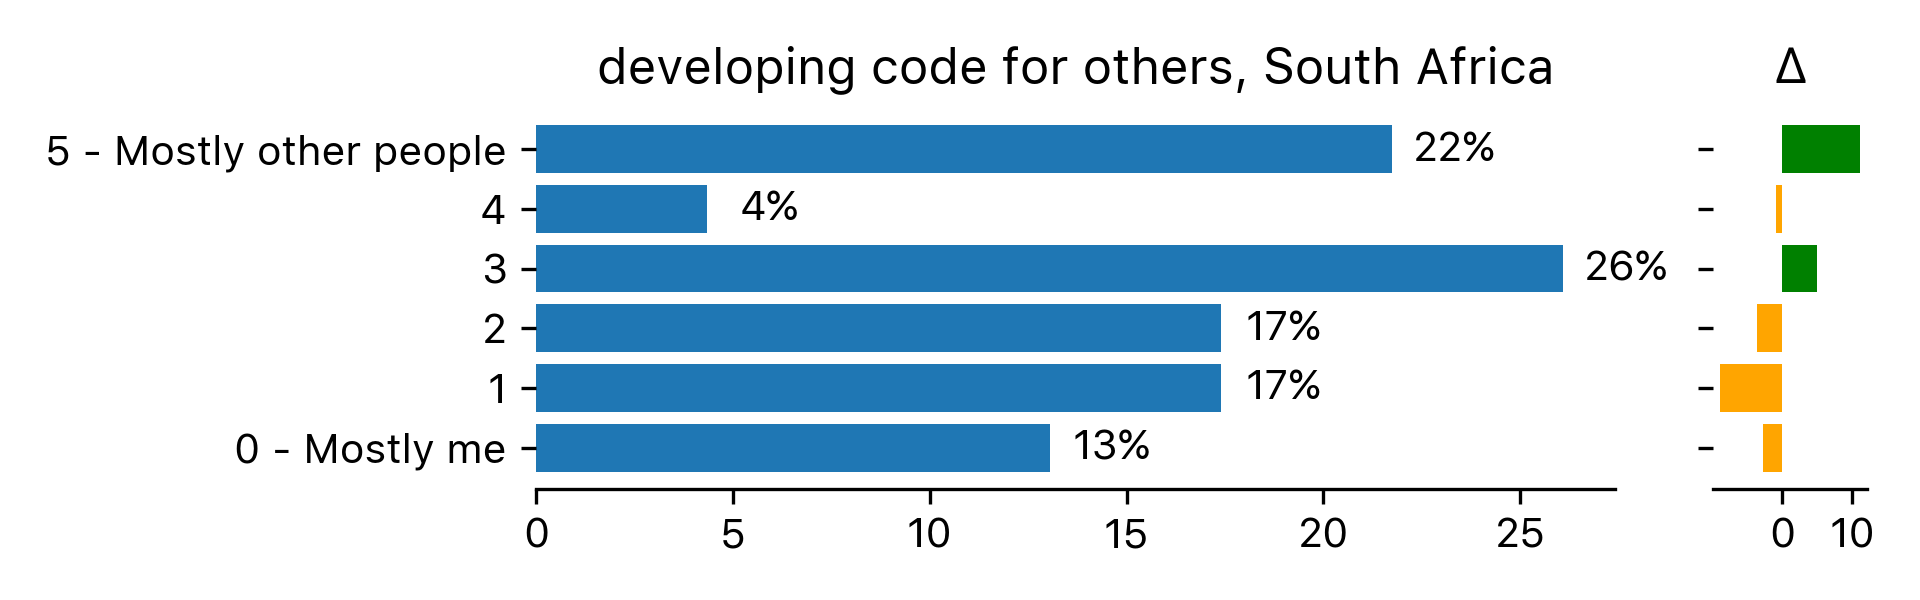 developing code for others, South Africa Δ
5 - Mostly other people 22%
4 4%
3 26%
2 17%
1 17%
0 - Mostly me 13%
0 5 10 15 20 25 0 10